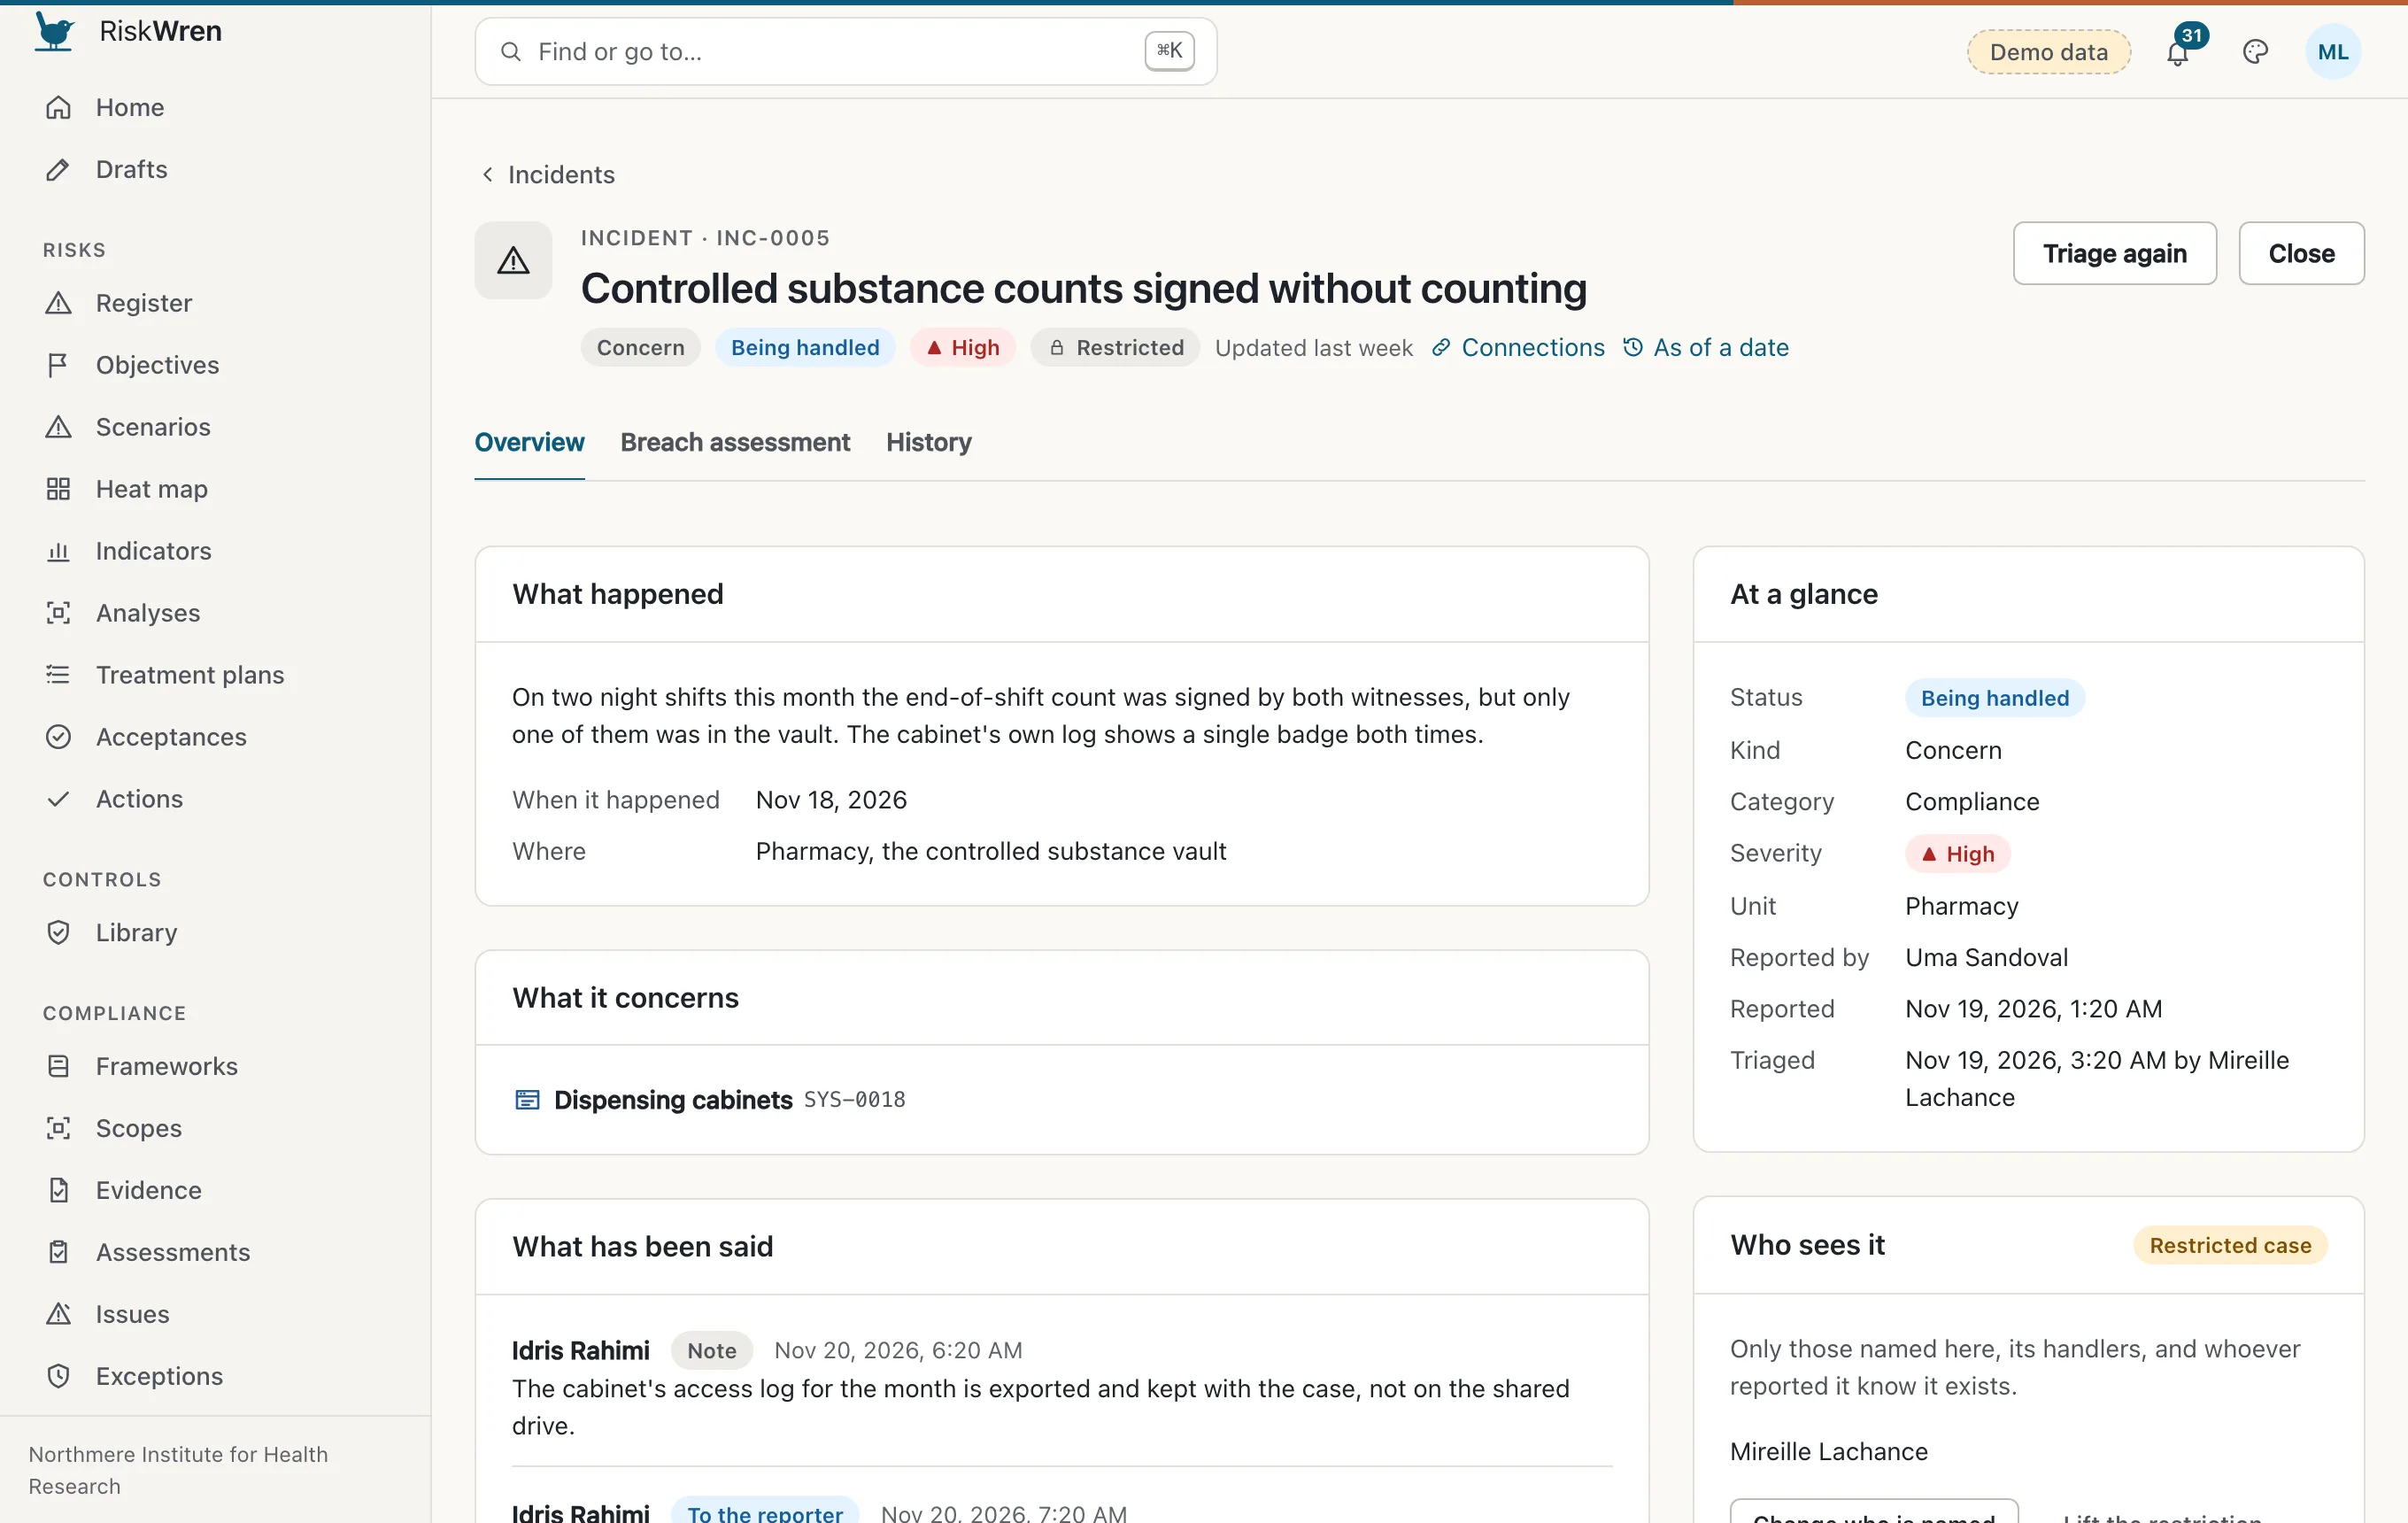 RiskWren
Find or go to...
⌘K
Demo data
31
ML
Home
Drafts
RISKS
Register
Objectives
Scenarios
Heat map
Indicators
Analyses
Treatment plans
Acceptances
Actions
CONTROLS
Library
COMPLIANCE
Frameworks
Scopes
Evidence
Assessments
Issues
Exceptions
Northmere Institute for Health
Research
Incidents
INCIDENT · INC-0005
Controlled substance counts signed without counting
Triage again
Close
Concern
Being handled
High
Restricted
Updated last week
Connections
As of a date
Overview
Breach assessment
History
What happened
On two night shifts this month the end-of-shift count was signed by both witnesses, but only
one of them was in the vault. The cabinet's own log shows a single badge both times.
When it happened Nov 18, 2026
Where Pharmacy, the controlled substance vault
What it concerns
Dispensing cabinets SYS-0018
What has been said
Idris Rahimi Note Nov 20, 2026, 6:20 AM
The cabinet's access log for the month is exported and kept with the case, not on the shared
drive.
Idris Rahimi To the reporter Nov 20, 2026, 7:20 AM
At a glance
Status Being handled
Kind Concern
Category Compliance
Severity High
Unit Pharmacy
Reported by Uma Sandoval
Reported Nov 19, 2026, 1:20 AM
Triaged Nov 19, 2026, 3:20 AM by Mireille
Lachance
Who sees it
Restricted case
Only those named here, its handlers, and whoever
reported it know it exists.
Mireille Lachance
Change who is named
Lift the restriction